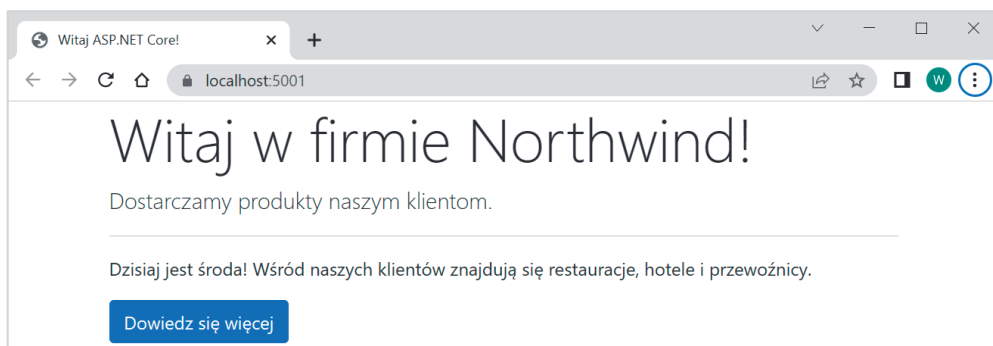 Witaj ASP.NET Core!
localhost:5001
W
Witaj w firmie Northwind!
Dostarczamy produkty naszym klientom.
Dzisiaj jest środa! Wśród naszych klientów znajdują się restauracje, hotele i przewoźnicy.
Dowiedz się więcej